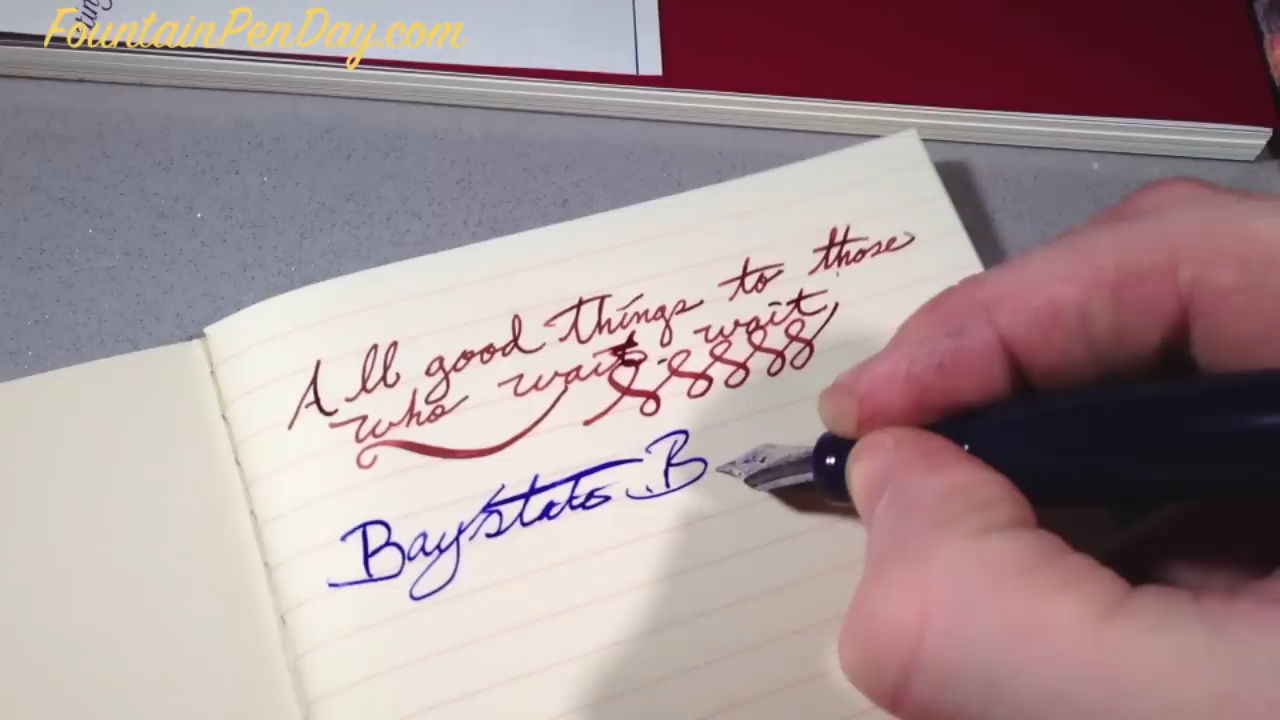 FountainPenDay.com
All good things to those
who wait. wait
Baystate B